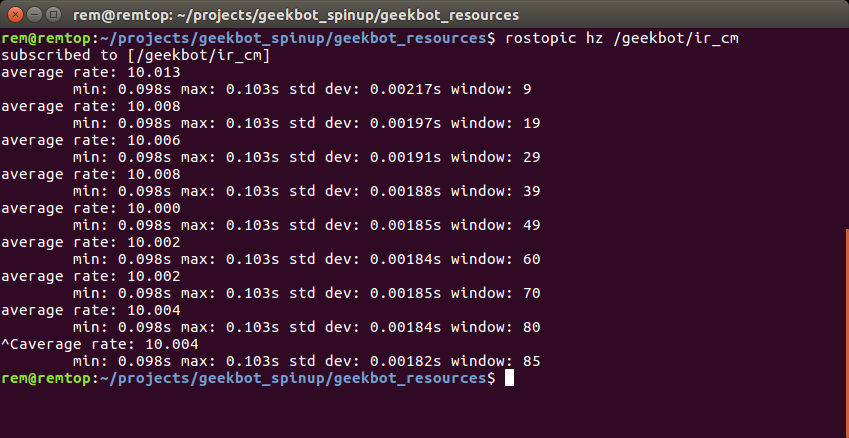 rem@remtop: ~/projects/geekbot_spinup/geekbot_resources
rem@remtop:~/projects/geekbot_spinup/geekbot_resources$ rostopic hz /geekbot/ir_cm
subscribed to [/geekbot/ir_cm]
average rate: 10.013
        min: 0.098s max: 0.103s std dev: 0.00217s window: 9
average rate: 10.008
        min: 0.098s max: 0.103s std dev: 0.00197s window: 19
average rate: 10.006
        min: 0.098s max: 0.103s std dev: 0.00191s window: 29
average rate: 10.008
        min: 0.098s max: 0.103s std dev: 0.00188s window: 39
average rate: 10.000
        min: 0.098s max: 0.103s std dev: 0.00185s window: 49
average rate: 10.002
        min: 0.098s max: 0.103s std dev: 0.00184s window: 60
average rate: 10.002
        min: 0.098s max: 0.103s std dev: 0.00185s window: 70
average rate: 10.004
        min: 0.098s max: 0.103s std dev: 0.00184s window: 80
^Caverage rate: 10.004
        min: 0.098s max: 0.103s std dev: 0.00182s window: 85
rem@remtop:~/projects/geekbot_spinup/geekbot_resources$